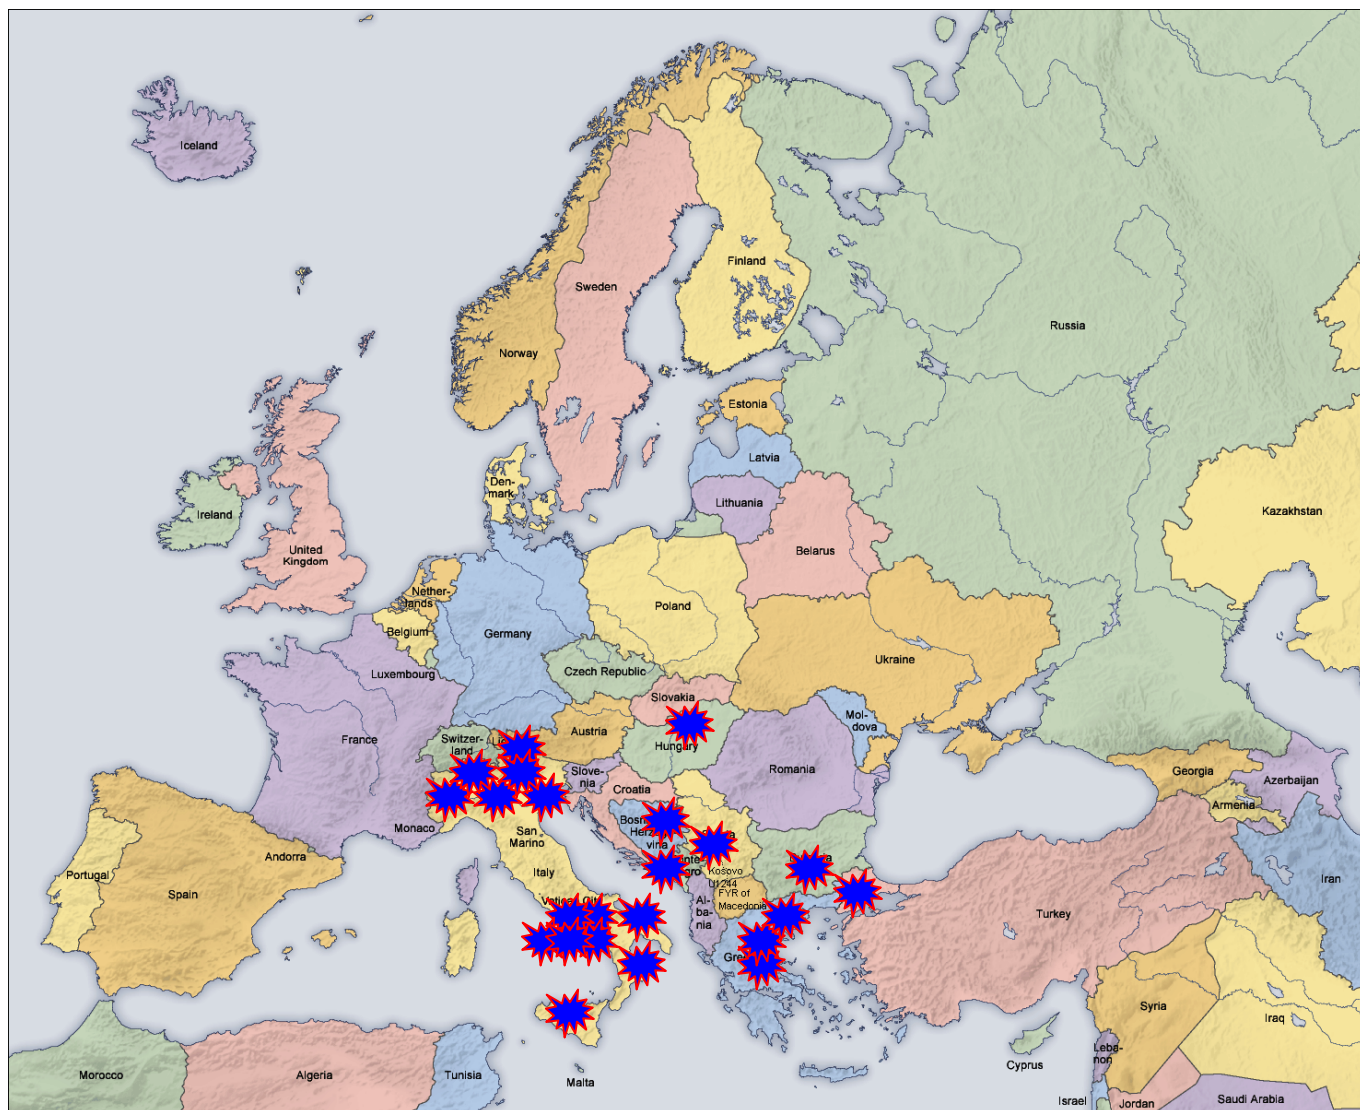 Iceland
Finland
Sweden
Russia
Norway
Estonia
Latvia
Den-
mark
Lithuania
Ireland
Kazakhstan
United
Kingdom
Belarus
Nether-
lands
Poland
Belgium
Germany
Ukraine
Czech Republic
Luxembourg
Slovakia
Mol-
dova
Austria
France
Switzer-
land
Hungary
Romania
Georgia
Slove-
nia
Azerbaijan
Croatia
Armenia
Monaco
San
Marino
Herz
vina
Andorra
Italy
Kosovo
U1244
Portugal
Spain
FYR of
Macedonia
Al-
ba-
nia
Iran
Turkey
Syria
Iraq
Leba-
non
Cyprus
Morocco
Algeria
Tunisia
Malta
Israel
Jordan
Saudi Arabia